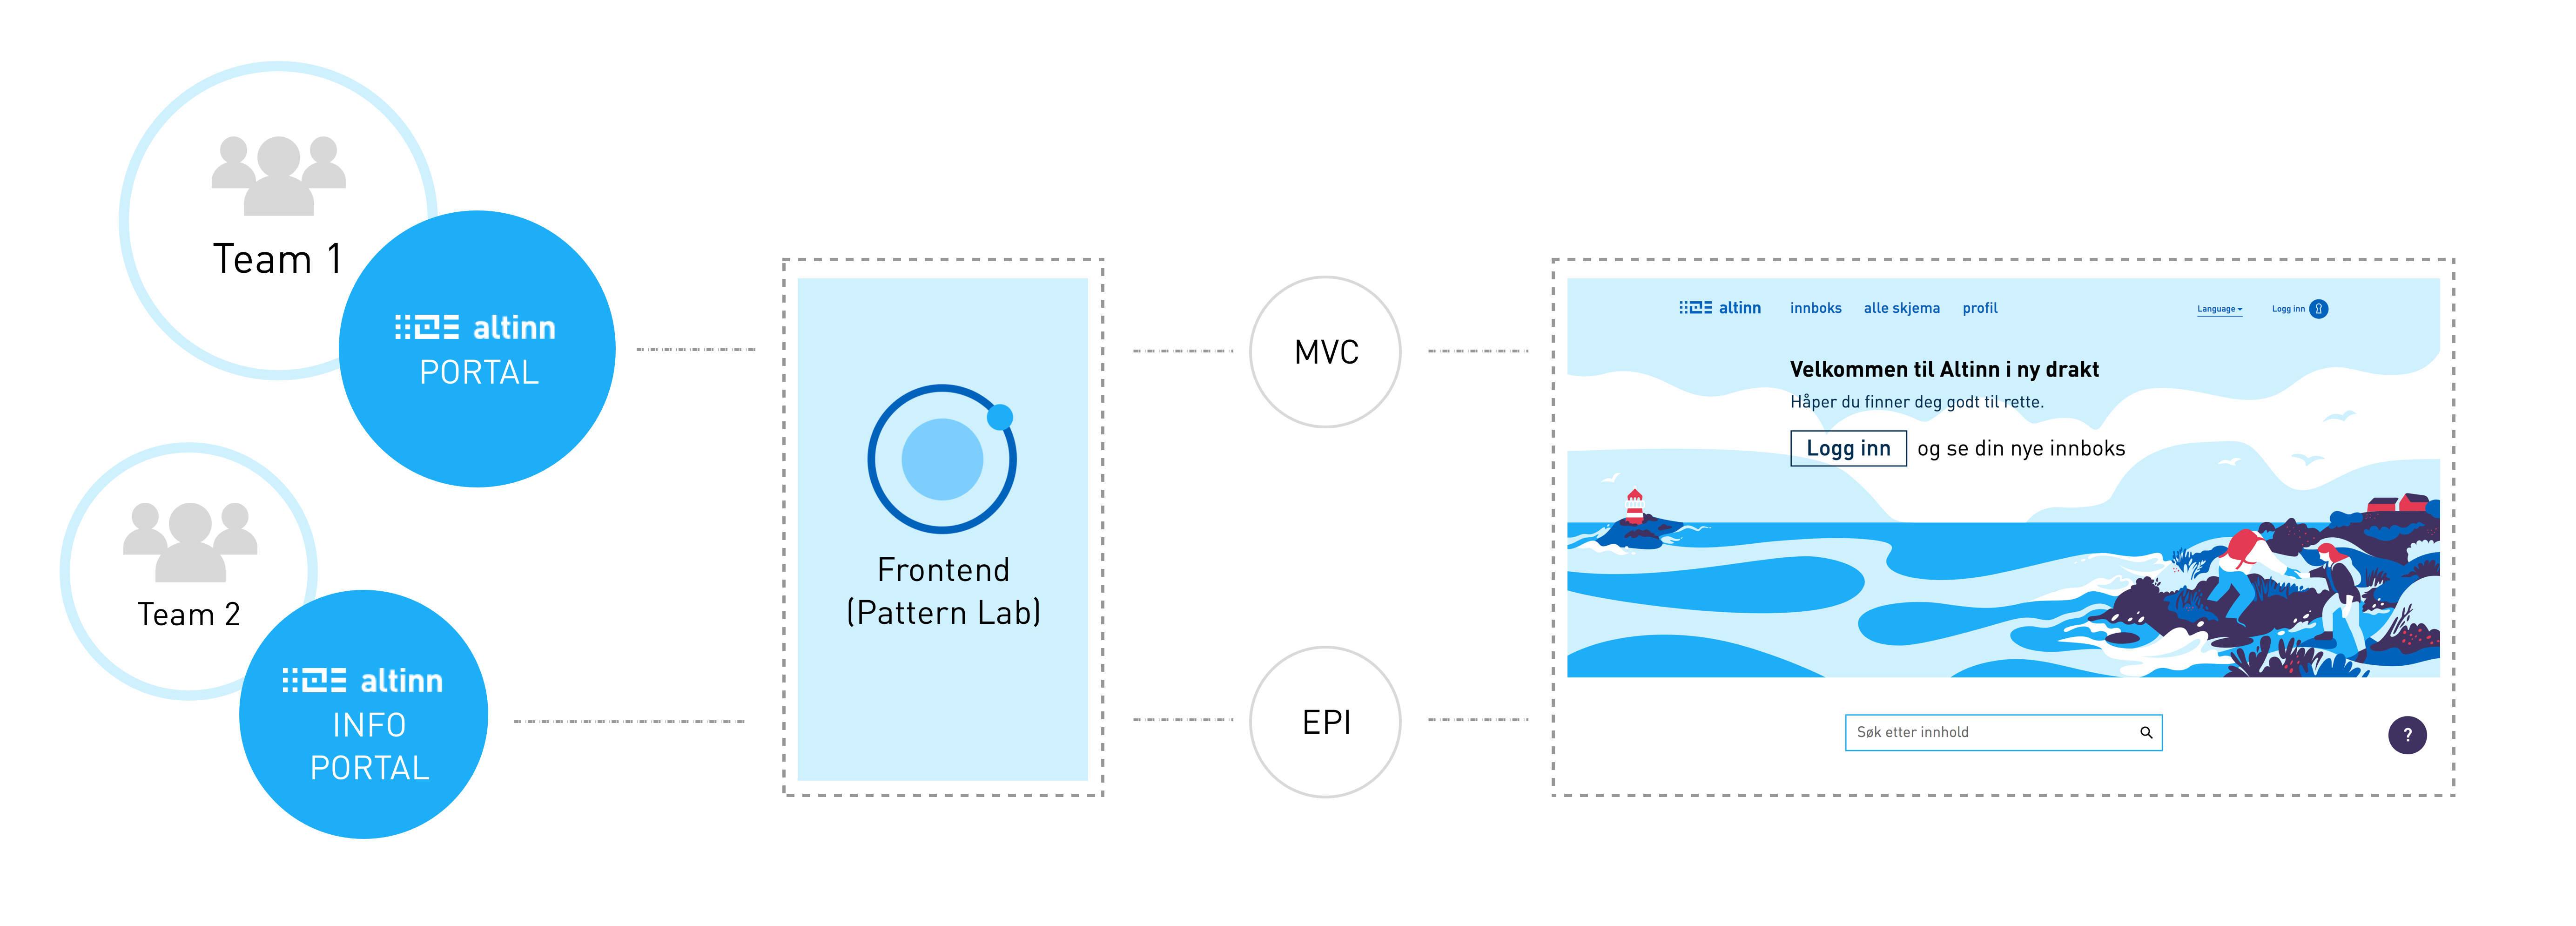 Team 1
altinn
PORTAL
Team 2
altinn
INFO
PORTAL
Frontend
(Pattern Lab)
MVC
EPI
altinn innboks alle skjema profil Language Logg inn
Velkommen til Altinn i ny drakt
Håper du finner deg godt til rette.
Logg inn og se din nye innboks
Søk etter innhold
?